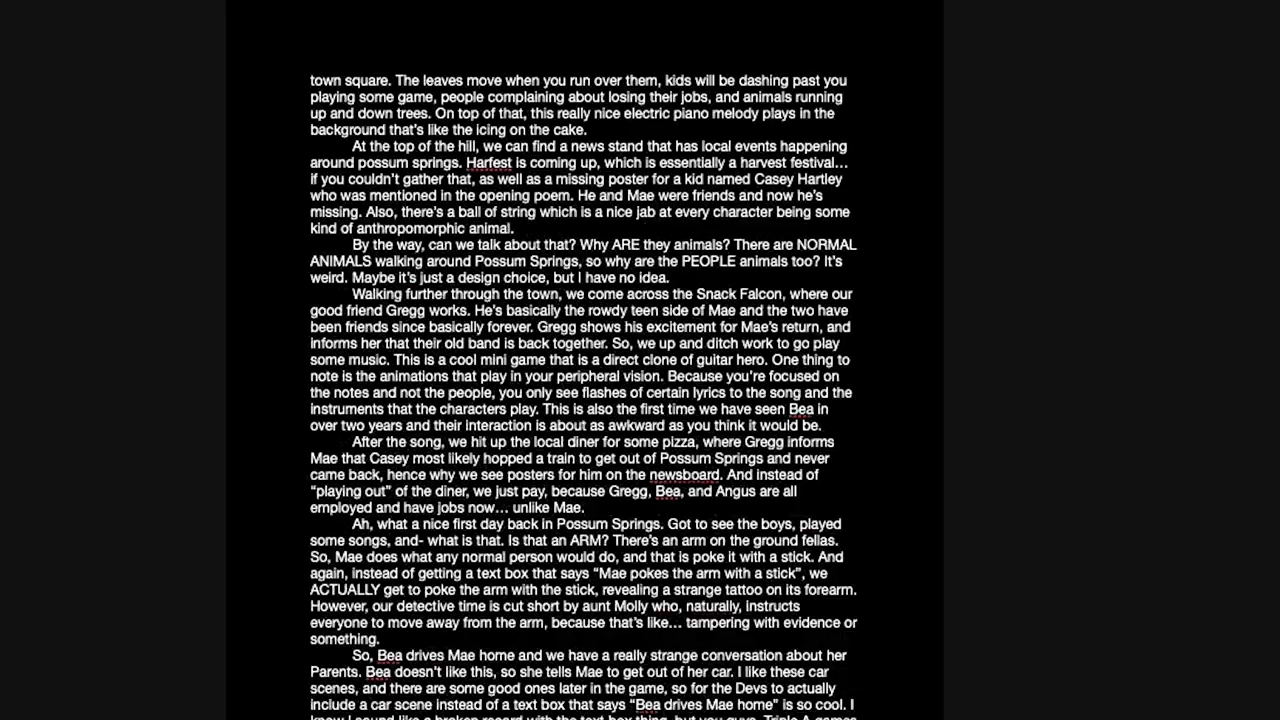 town square. The leaves move when you run over them, kids will be dashing past you
playing some game, people complaining about losing their jobs, and animals running
up and down trees. On top of that, this really nice electric piano melody plays in the
background that’s like the icing on the cake.
At the top of the hill, we can find a news stand that has local events happening
around possum springs. Harfest is coming up, which is essentially a harvest festival…
if you couldn’t gather that, as well as a missing poster for a kid named Casey Hartley
who was mentioned in the opening poem. He and Mae were friends and now he’s
missing. Also, there’s a ball of string which is a nice jab at every character being some
kind of anthropomorphic animal.
By the way, can we talk about that? Why ARE they animals? There are NORMAL
ANIMALS walking around Possum Springs, so why are the PEOPLE animals too? It’s
weird. Maybe it’s just a design choice, but I have no idea.
Walking further through the town, we come across the Snack Falcon, where our
good friend Gregg works. He’s basically the rowdy teen side of Mae and the two have
been friends since basically forever. Gregg shows his excitement for Mae’s return, and
informs her that their old band is back together. So, we up and ditch work to go play
some music. This is a cool mini game that is a direct clone of guitar hero. One thing to
note is the animations that play in your peripheral vision. Because you’re focused on
the notes and not the people, you only see flashes of certain lyrics to the song and the
instruments that the characters play. This is also the first time we have seen Bea in
over two years and their interaction is about as awkward as you think it would be.
After the song, we hit up the local diner for some pizza, where Gregg informs
Mae that Casey most likely hopped a train to get out of Possum Springs and never
came back, hence why we see posters for him on the newsboard. And instead of
“playing out” of the diner, we just pay, because Gregg, Bea, and Angus are all
employed and have jobs now… unlike Mae.
Ah, what a nice first day back in Possum Springs. Got to see the boys, played
some songs, and- what is that. Is that an ARM? There’s an arm on the ground fellas.
So, Mae does what any normal person would do, and that is poke it with a stick. And
again, instead of getting a text box that says “Mae pokes the arm with a stick”, we
ACTUALLY get to poke the arm with the stick, revealing a strange tattoo on its forearm.
However, our detective time is cut short by aunt Molly who, naturally, instructs
everyone to move away from the arm, because that’s like… tampering with evidence or
something.
So, Bea drives Mae home and we have a really strange conversation about her
Parents. Bea doesn’t like this, so she tells Mae to get out of her car. I like these car
scenes, and there are some good ones later in the game, so for the Devs to actually
include a car scene instead of a text box that says “Bea drives Mae home” is so cool. I
know I sound like a broken record with the text box thing, but you guys, Triple A games